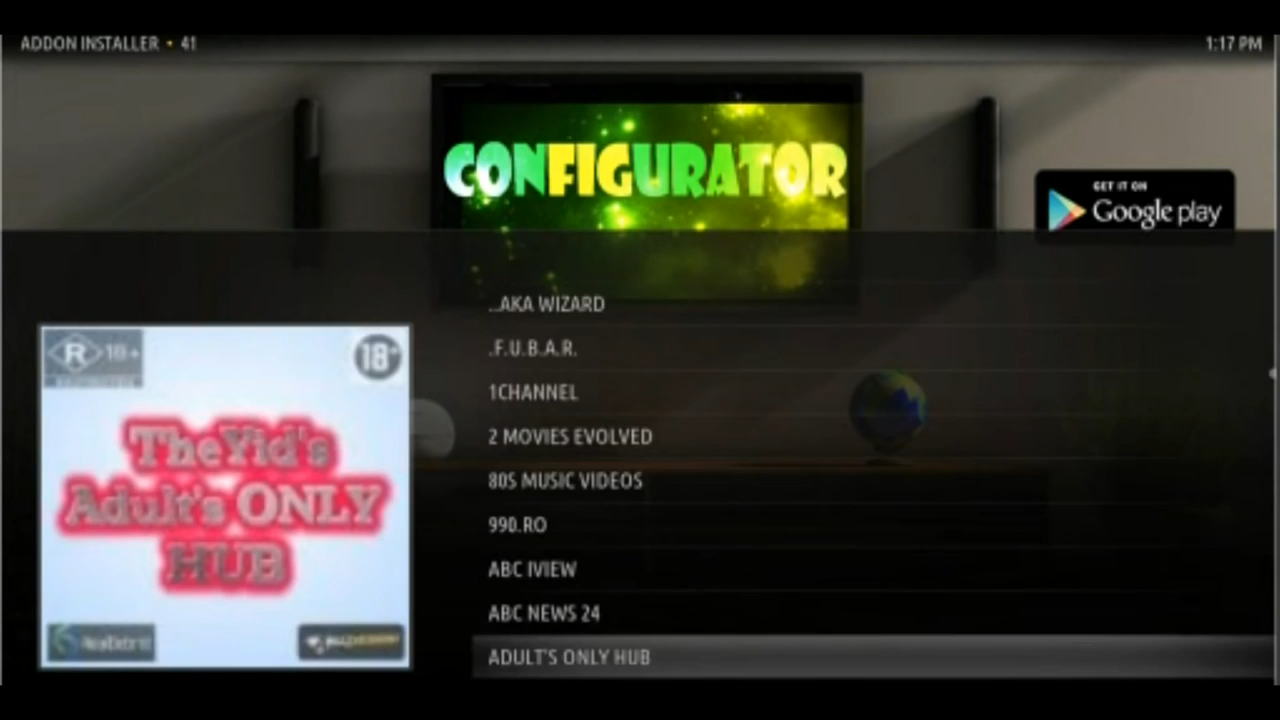 ADDON INSTALLER • 41
1:17 PM
CONFIGURATOR
GET IT ON
Google play
..AKA WIZARD
.F.U.B.A.R.
1CHANNEL
2 MOVIES EVOLVED
80S MUSIC VIDEOS
990.RO
ABC IVIEW
ABC NEWS 24
ADULT'S ONLY HUB
R 18+
18+
TheYid's
Adult's ONLY
HUB